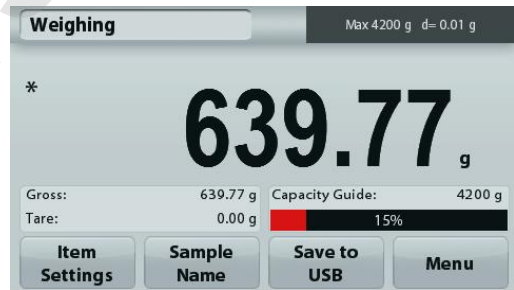 Weighing
Max 4200 g d= 0.01 g
*
639.77 g
Gross: 639.77 g
Tare: 0.00 g
Capacity Guide: 4200 g
15%
Item Settings
Sample Name
Save to USB
Menu